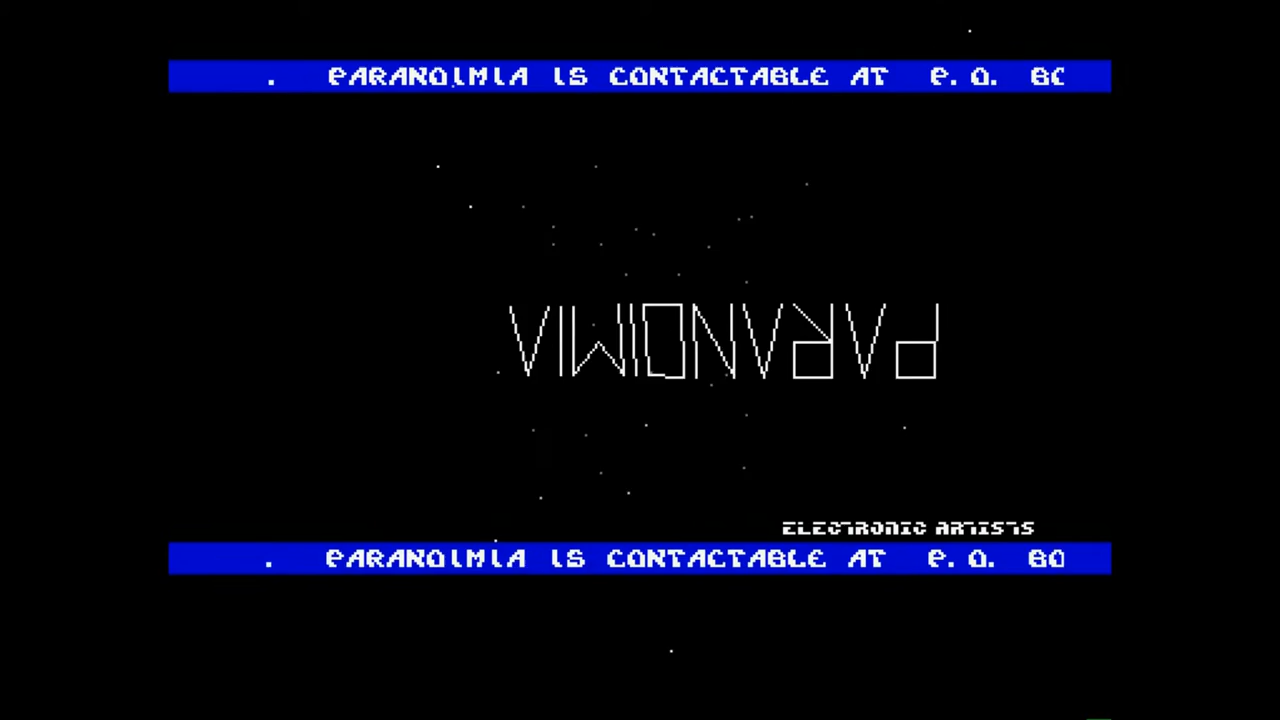 . PARANOIMIA IS CONTACTABLE AT P. O. BO
PARANOIMIA
ELECTRONIC ARTISTS
. PARANOIMIA IS CONTACTABLE AT P. O. BO